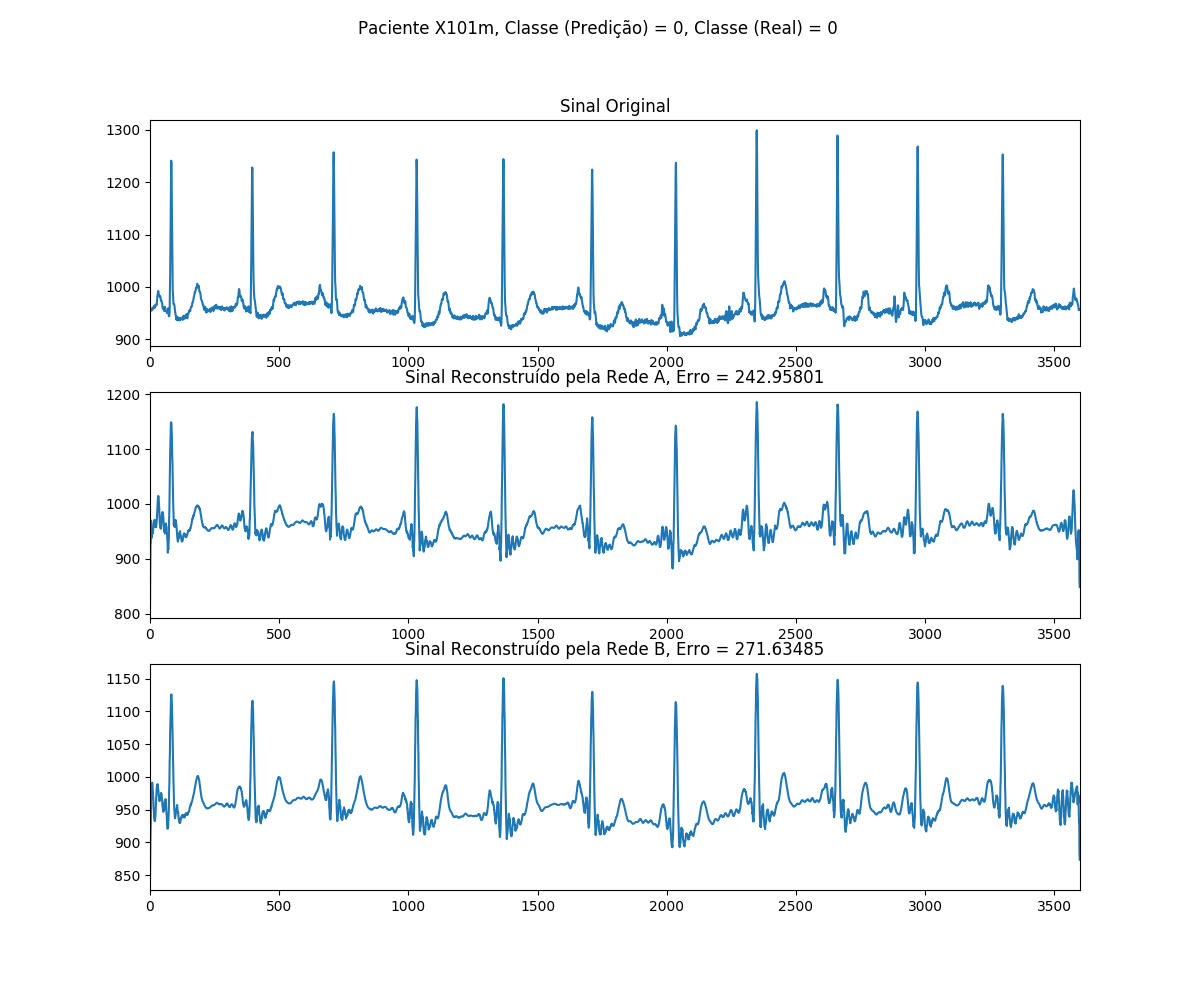 Paciente X101m, Classe (Predição) = 0, Classe (Real) = 0
Sinal Original
1300
1200
1100
1000
900
0 500 1000 1500 2000 2500 3000 3500
Sinal Reconstruído pela Rede A, Erro = 242.95801
1200
1100
1000
900
800
0 500 1000 1500 2000 2500 3000 3500
Sinal Reconstruído pela Rede B, Erro = 271.63485
1150
1100
1050
1000
950
900
850
0 500 1000 1500 2000 2500 3000 3500